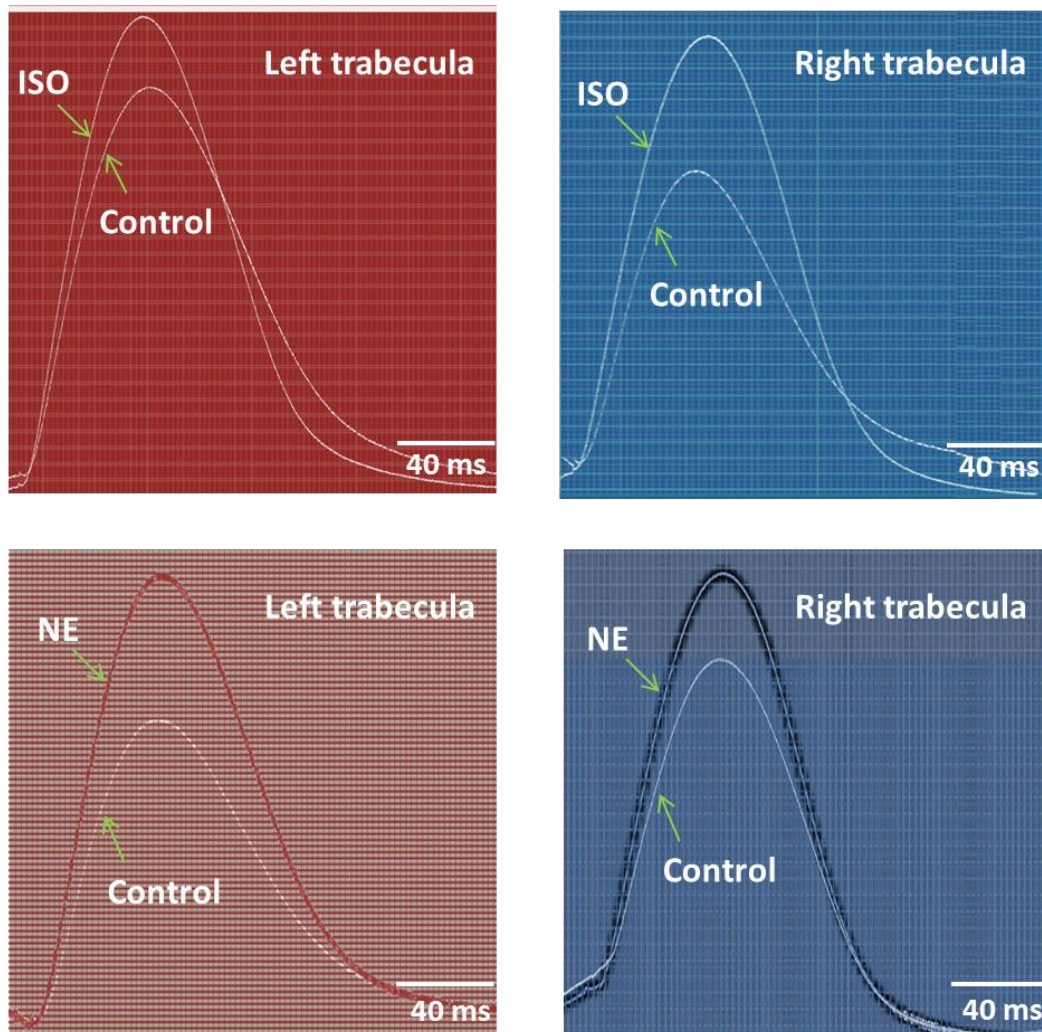 Left trabecula
ISO
Control
40 ms
Right trabecula
ISO
Control
40 ms
Left trabecula
NE
Control
40 ms
Right trabecula
NE
Control
40 ms